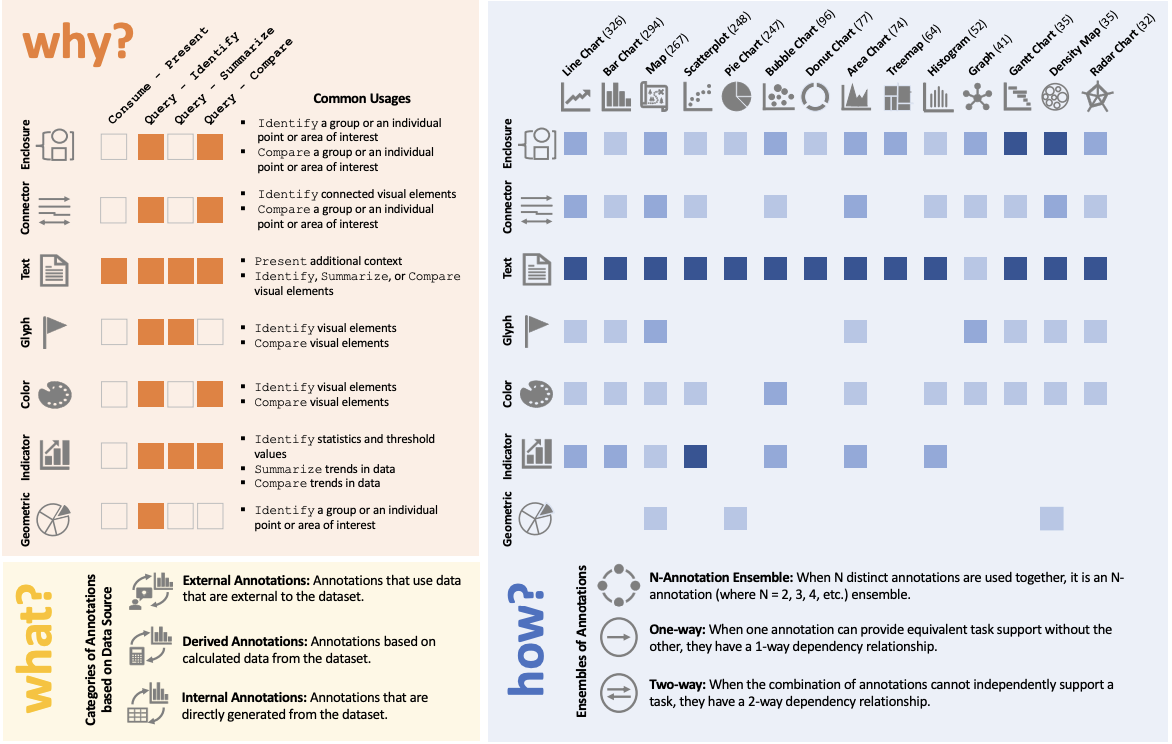 why?
Consume - Present
Query - Identify
Query - Summarize
Query - Compare
Common Usages
Enclosure
▪ Identify a group or an individual
point or area of interest
▪ Compare a group or an individual
point or area of interest
Connector
▪ Identify connected visual elements
▪ Compare a group or an individual
point or area of interest
Text
▪ Present additional context
▪ Identify, Summarize, or Compare
visual elements
Glyph
▪ Identify visual elements
▪ Compare visual elements
Color
▪ Identify visual elements
▪ Compare visual elements
Indicator
▪ Identify statistics and threshold
values
▪ Summarize trends in data
▪ Compare trends in data
Geometric
▪ Identify a group or an individual
point or area of interest
what?
Categories of Annotations
based on Data Source
External Annotations: Annotations that use data
that are external to the dataset.
Derived Annotations: Annotations based on
calculated data from the dataset.
Internal Annotations: Annotations that are
directly generated from the dataset.
Line Chart (326)
Bar Chart (294)
Map (267)
Scatterplot (248)
Pie Chart (247)
Bubble Chart (96)
Donut Chart (77)
Area Chart (74)
Treemap (64)
Histogram (52)
Graph (41)
Gantt Chart (35)
Density Map (35)
Radar Chart (32)
Enclosure
Connector
Text
Glyph
Color
Indicator
Geometric
how?
Ensembles of Annotations
N-Annotation Ensemble: When N distinct annotations are used together, it is an N-
annotation (where N = 2, 3, 4, etc.) ensemble.
One-way: When one annotation can provide equivalent task support without the
other, they have a 1-way dependency relationship.
Two-way: When the combination of annotations cannot independently support a
task, they have a 2-way dependency relationship.